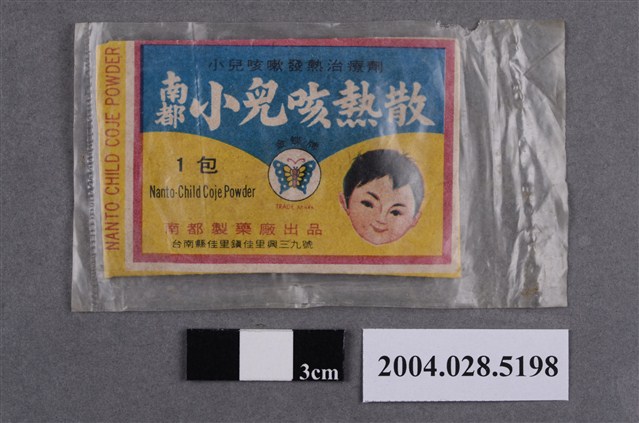 小兒咳嗽發熱治療劑
南都 小兒咳熱散
1 包
Nanto-Child Coje Powder
TRADE MARK
南都製藥廠出品
台南縣佳里鎮佳里興三九號
NANTO CHILD COJE POWDER
3cm
2004.028.5198